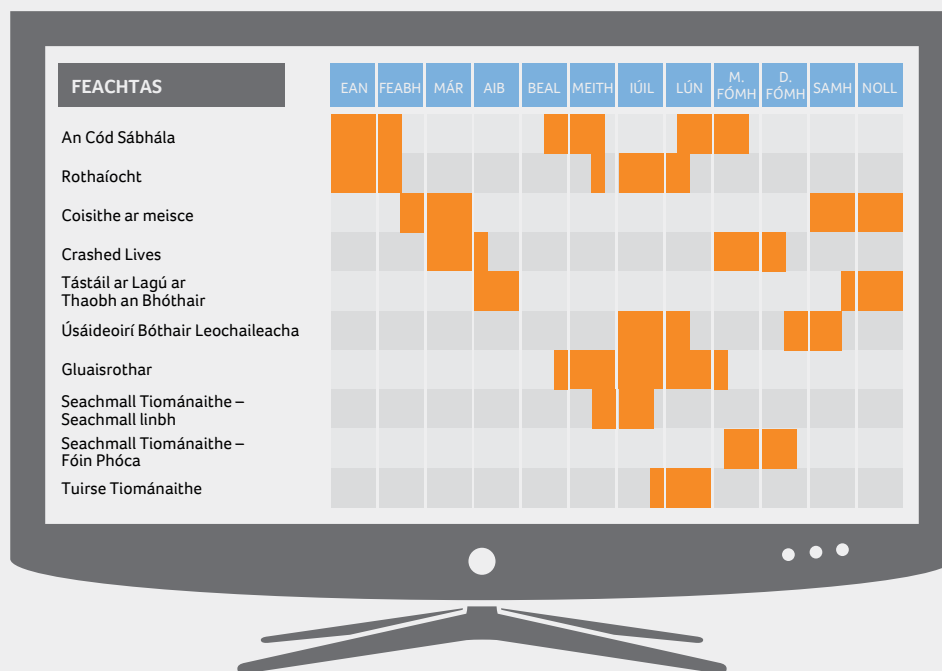 FEACHTAS
EAN FEABH MÁR AIB BEAL MEITH IÚIL LÚN M. FÓMH D. FÓMH SAMH NOLL
An Cód Sábhála
Rothaíocht
Coisithe ar meisce
Crashed Lives
Tástáil ar Lagú ar
Thaobh an Bhóthair
Úsáideoirí Bóthair Leochaileacha
Gluaisrothar
Seachmall Tiománaithe –
Seachmall linbh
Seachmall Tiománaithe –
Fóin Phóca
Tuirse Tiománaithe